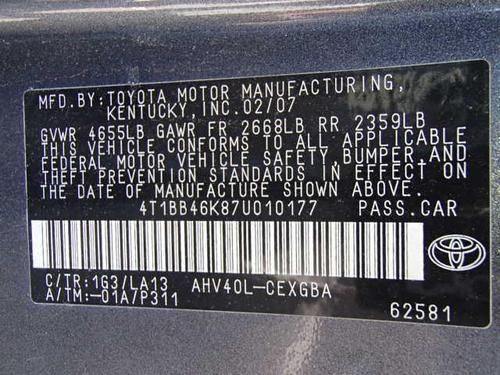 MFD.BY: TOYOTA MOTOR MANUFACTURING,
KENTUCKY, INC. 02/07
GVWR 4655LB GAWR FR 2668LB RR 2359LB
THIS VEHICLE CONFORMS TO ALL APPLICABLE
FEDERAL MOTOR VEHICLE SAFETY, BUMPER, AND
THEFT PREVENTION STANDARDS IN EFFECT ON
THE DATE OF MANUFACTURE SHOWN ABOVE.
4T1BB46K87U010177 PASS.CAR
C/TR:1G3/LA13 AHV40L-CEXGBA
A/TM:-01A/P311
62581